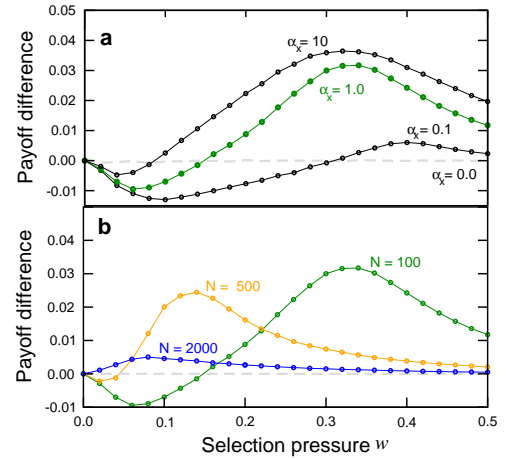 0.05
a
αx= 10
0.04
0.03
αx= 1.0
0.02
0.01
αx= 0.1
0.00
αx= 0.0
-0.01
Payoff difference
b
0.04
N = 100
0.03
N = 500
0.02
0.01
N = 2000
0.00
-0.01
Payoff difference
0.0 0.1 0.2 0.3 0.4 0.5
Selection pressure w